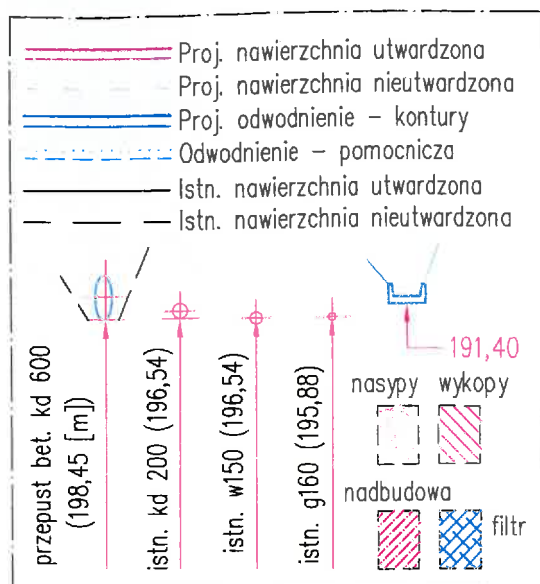 Proj. nawierzchnia utwardzona
Proj. nawierzchnia nieutwardzona
Proj. odwodnienie - kontury
Odwodnienie - pomocnicza
Istn. nawierzchnia utwardzona
Istn. nawierzchnia nieutwardzona
przepust bet. kd 600
(198,45 [m])
istn. kd 200 (196,54)
istn. w150 (196,54)
istn. g160 (195,88)
191,40
nasypy wykopy
nadbudowa
filtr